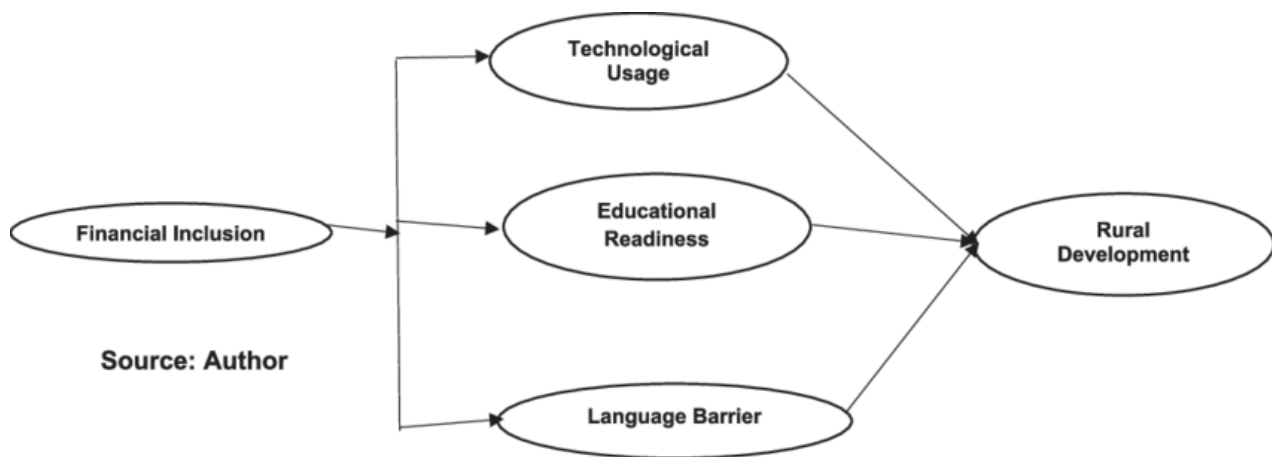 Technological
Usage
Financial Inclusion
Educational
Readiness
Rural
Development
Source: Author
Language Barrier